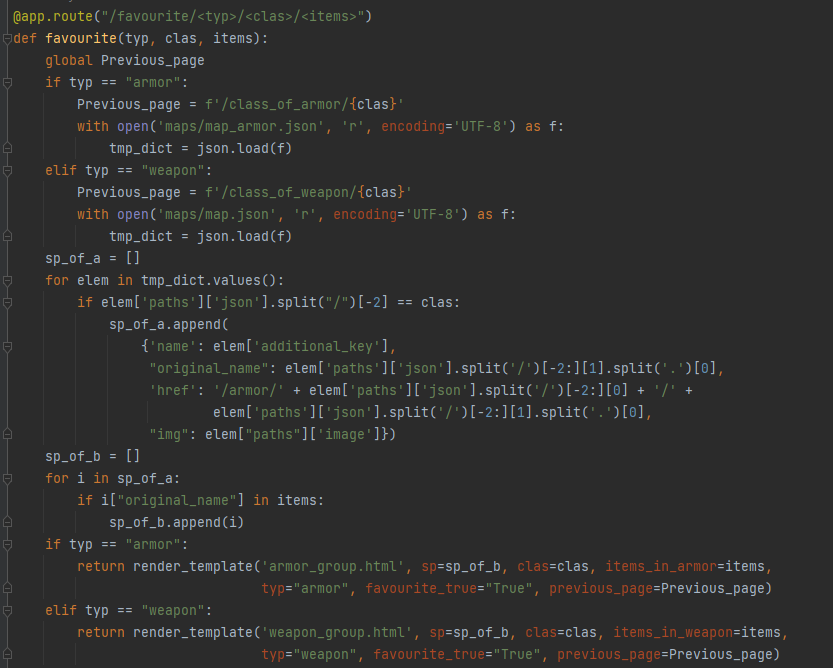 @app.route("/favourite/<typ>/<clas>/<items>")
def favourite(typ, clas, items):
    global Previous_page
    if typ == "armor":
        Previous_page = f'/class_of_armor/{clas}'
        with open('maps/map_armor.json', 'r', encoding='UTF-8') as f:
            tmp_dict = json.load(f)
    elif typ == "weapon":
        Previous_page = f'/class_of_weapon/{clas}'
        with open('maps/map.json', 'r', encoding='UTF-8') as f:
            tmp_dict = json.load(f)
    sp_of_a = []
    for elem in tmp_dict.values():
        if elem['paths']['json'].split("/")[-2] == clas:
            sp_of_a.append(
                {'name': elem['additional_key'],
                 "original_name": elem['paths']['json'].split('/')[-2:][1].split('.')[0],
                 'href': '/armor/' + elem['paths']['json'].split('/')[-2:][0] + '/' +
                         elem['paths']['json'].split('/')[-2:][1].split('.')[0],
                 "img": elem["paths"]['image']})
    sp_of_b = []
    for i in sp_of_a:
        if i["original_name"] in items:
            sp_of_b.append(i)
    if typ == "armor":
        return render_template('armor_group.html', sp=sp_of_b, clas=clas, items_in_armor=items,
                               typ="armor", favourite_true="True", previous_page=Previous_page)
    elif typ == "weapon":
        return render_template('weapon_group.html', sp=sp_of_b, clas=clas, items_in_weapon=items,
                               typ="weapon", favourite_true="True", previous_page=Previous_page)